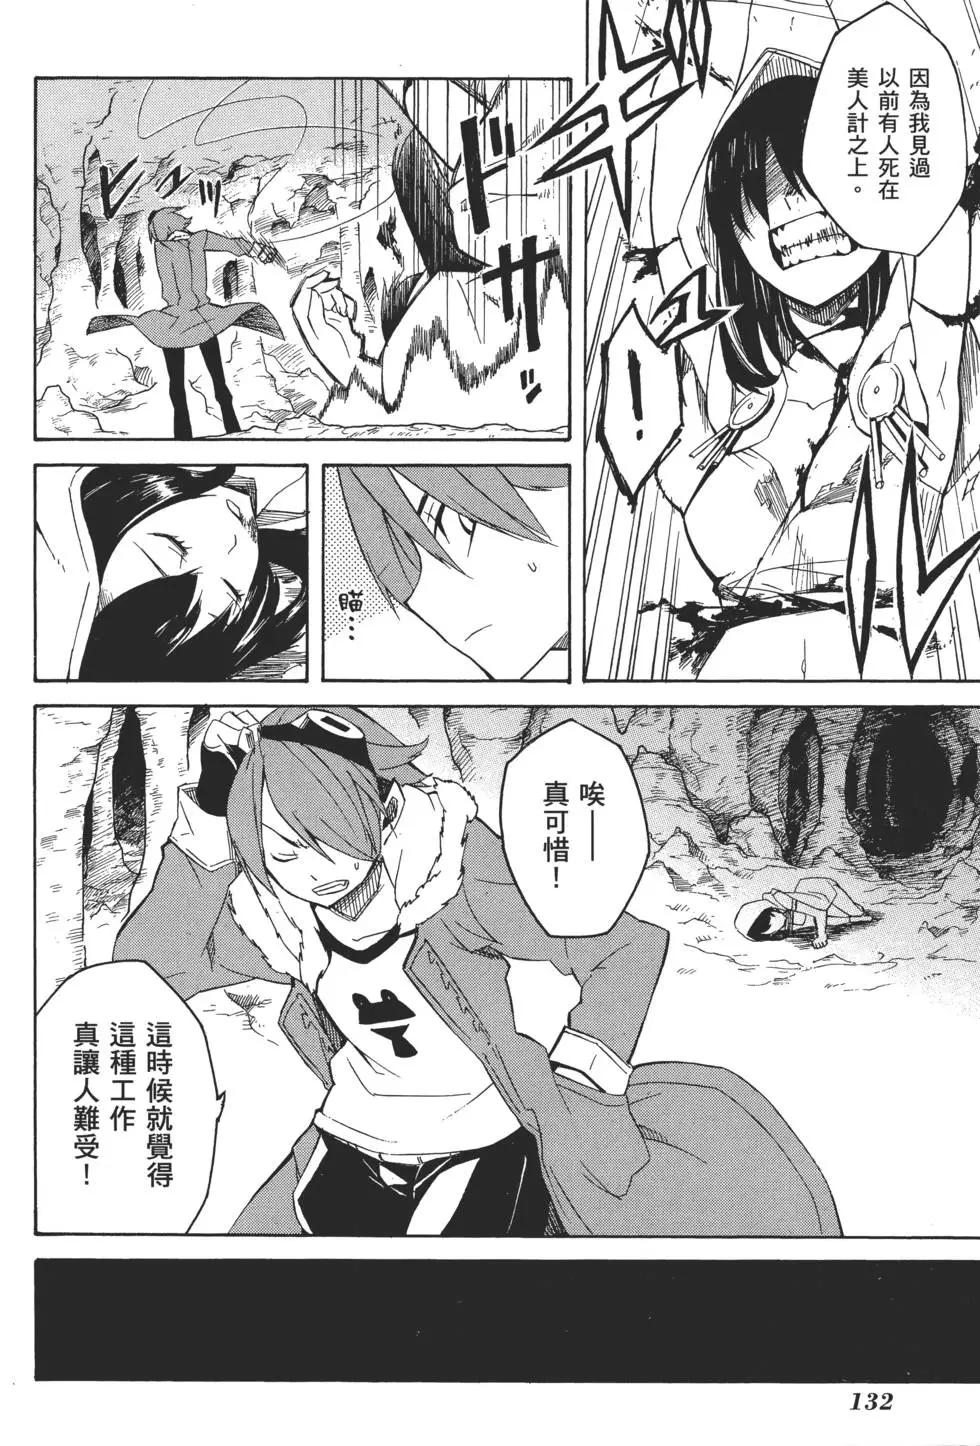 因為我見過
以前有人死在
美人計之上。
!
ドザッ
ビュッ
瞄…
唉——
真可惜!
這時候就覺得
這種工作
真讓人難受!
132